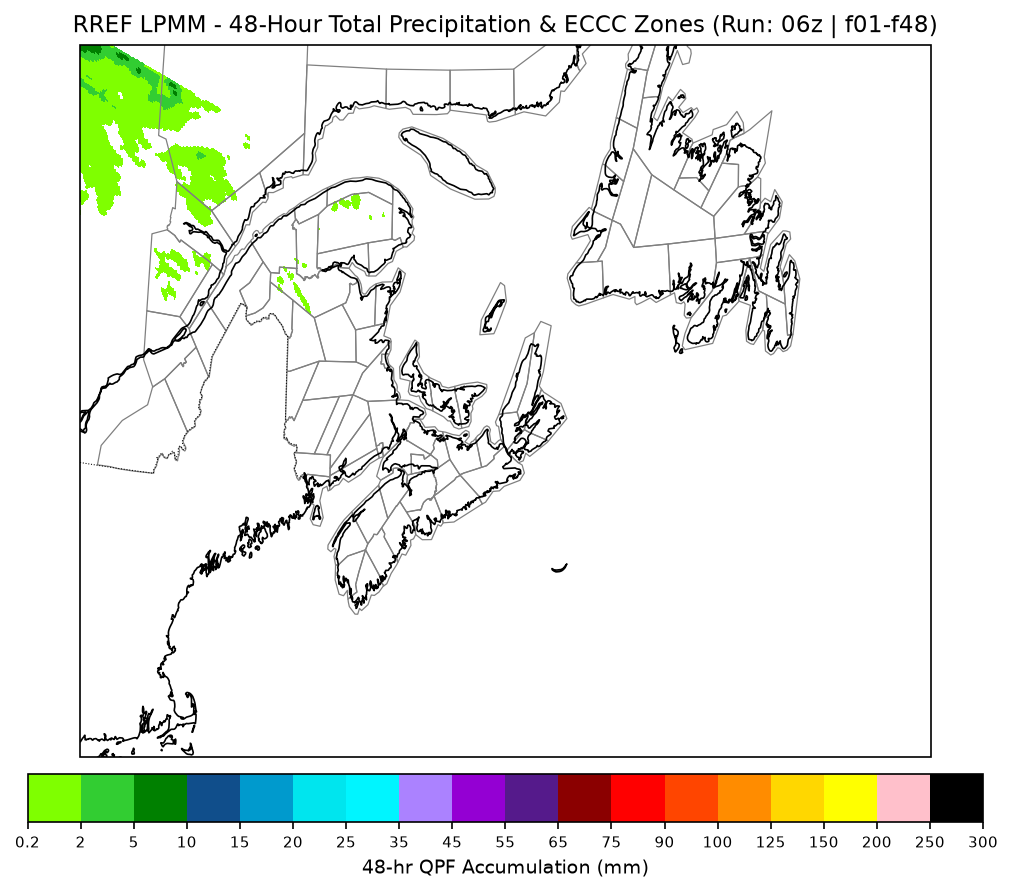 RREF LPMM - 48-Hour Total Precipitation & ECCC Zones (Run: 06z | f01-f48)
0.2 2 5 10 15 20 25 35 45 55 65 75 90 100 125 150 200 250 300
48-hr QPF Accumulation (mm)